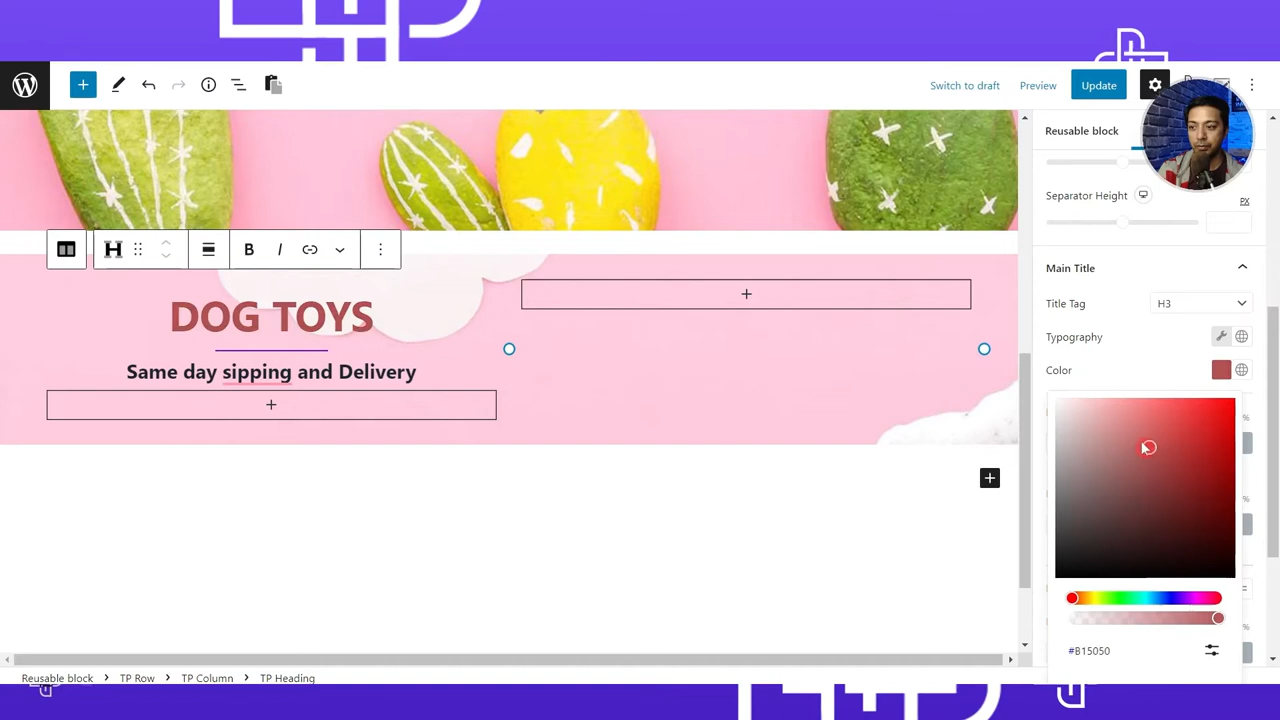 Switch to draft
Preview
Update
Reusable block
Separator Height
PX
B
I
DOG TOYS
Same day sipping and Delivery
Main Title
Title Tag
H3
Typography
Color
%
%
%
#B15050
Reusable block
TP Row
TP Column
TP Heading